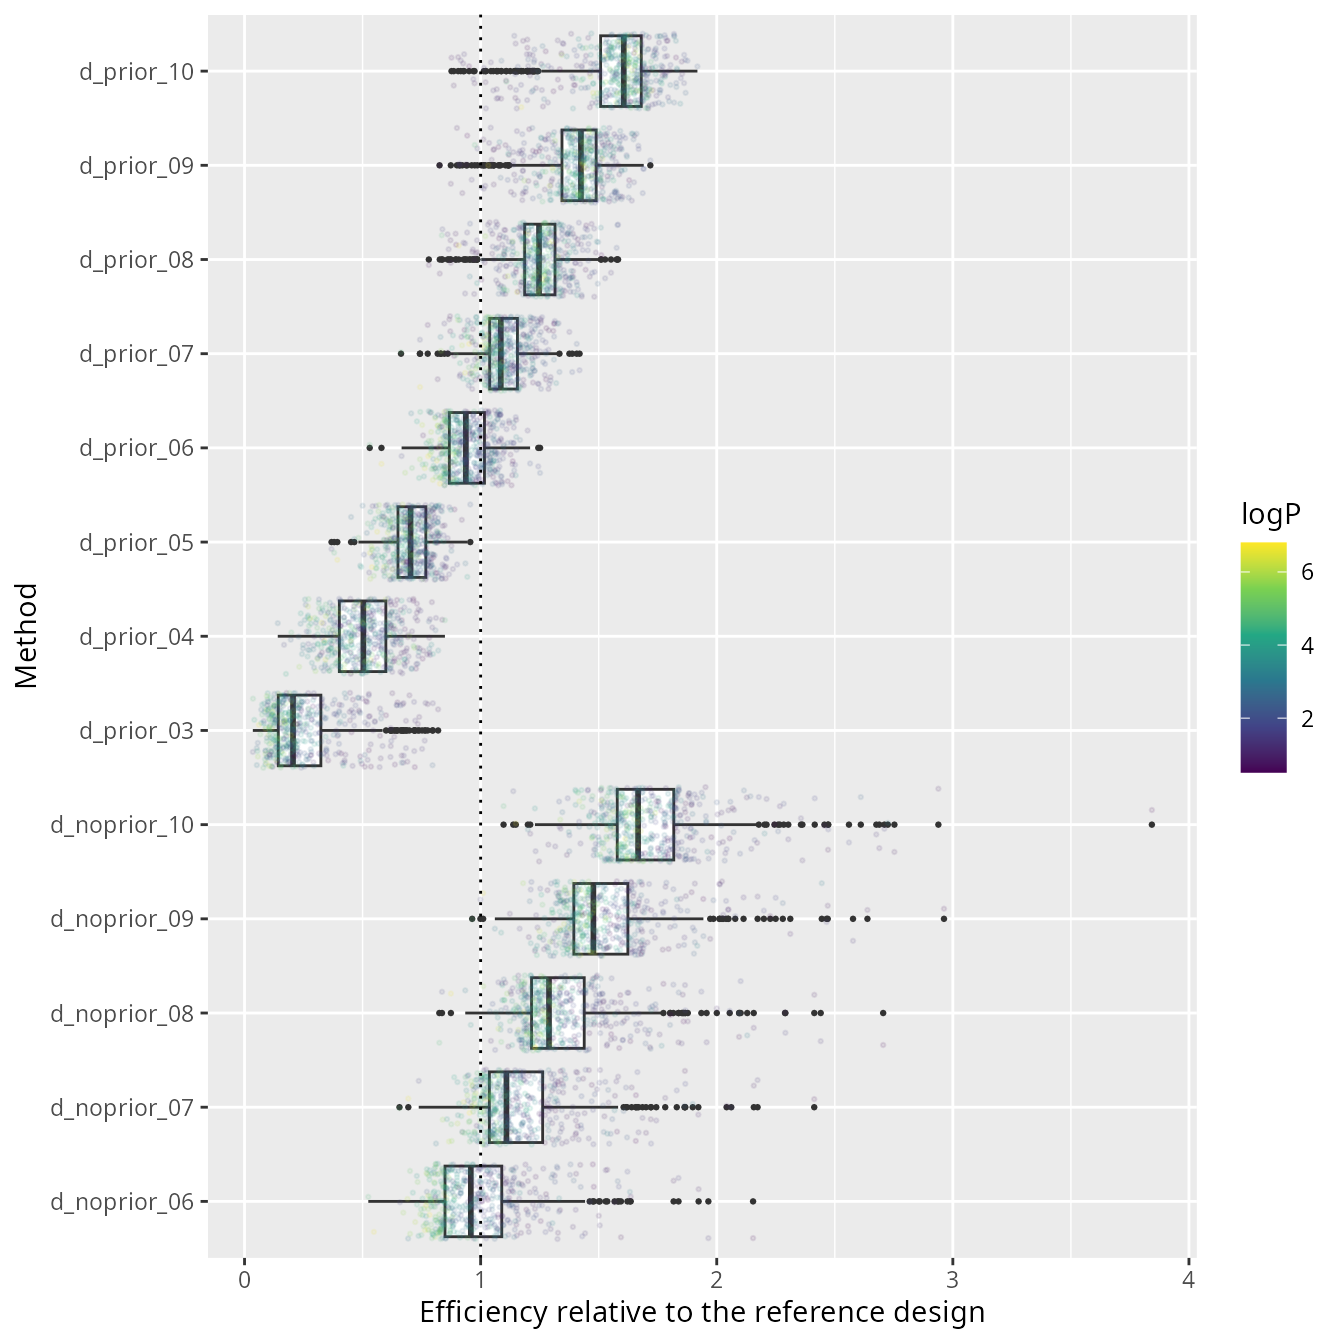 d_prior_10
d_prior_09
d_prior_08
d_prior_07
d_prior_06
d_prior_05
d_prior_04
d_prior_03
d_noprior_10
d_noprior_09
d_noprior_08
d_noprior_07
d_noprior_06
Method
0 1 2 3 4
Efficiency relative to the reference design
logP
6
4
2